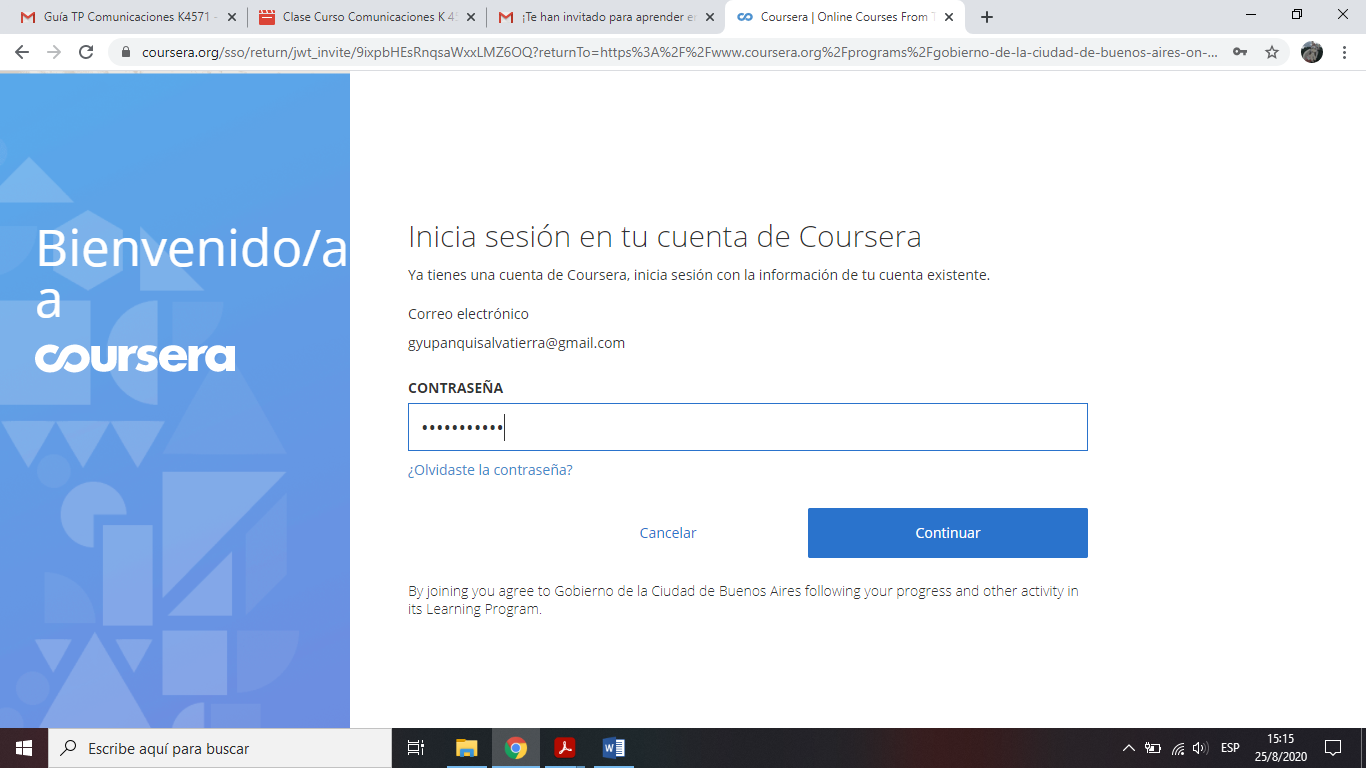 Guía TP Comunicaciones K4571 -
Clase Curso Comunicaciones K 45
¡Te han invitado para aprender e
Coursera | Online Courses From T
coursera.org/sso/return/jwt_invite/9ixpbHEsRnqsaWxxLMZ6OQ?returnTo=https%3A%2F%2Fwww.coursera.org%2Fprograms%2Fgobierno-de-la-ciudad-de-buenos-aires-on-...
Bienvenido/a
a
coursera
Inicia sesión en tu cuenta de Coursera
Ya tienes una cuenta de Coursera, inicia sesión con la información de tu cuenta existente.
Correo electrónico
gyupanquisalvatierra@gmail.com
CONTRASEÑA
•••••••••••
¿Olvidaste la contraseña?
Cancelar
Continuar
By joining you agree to Gobierno de la Ciudad de Buenos Aires following your progress and other activity in
its Learning Program.
Escribe aquí para buscar
ESP
15:15
25/8/2020